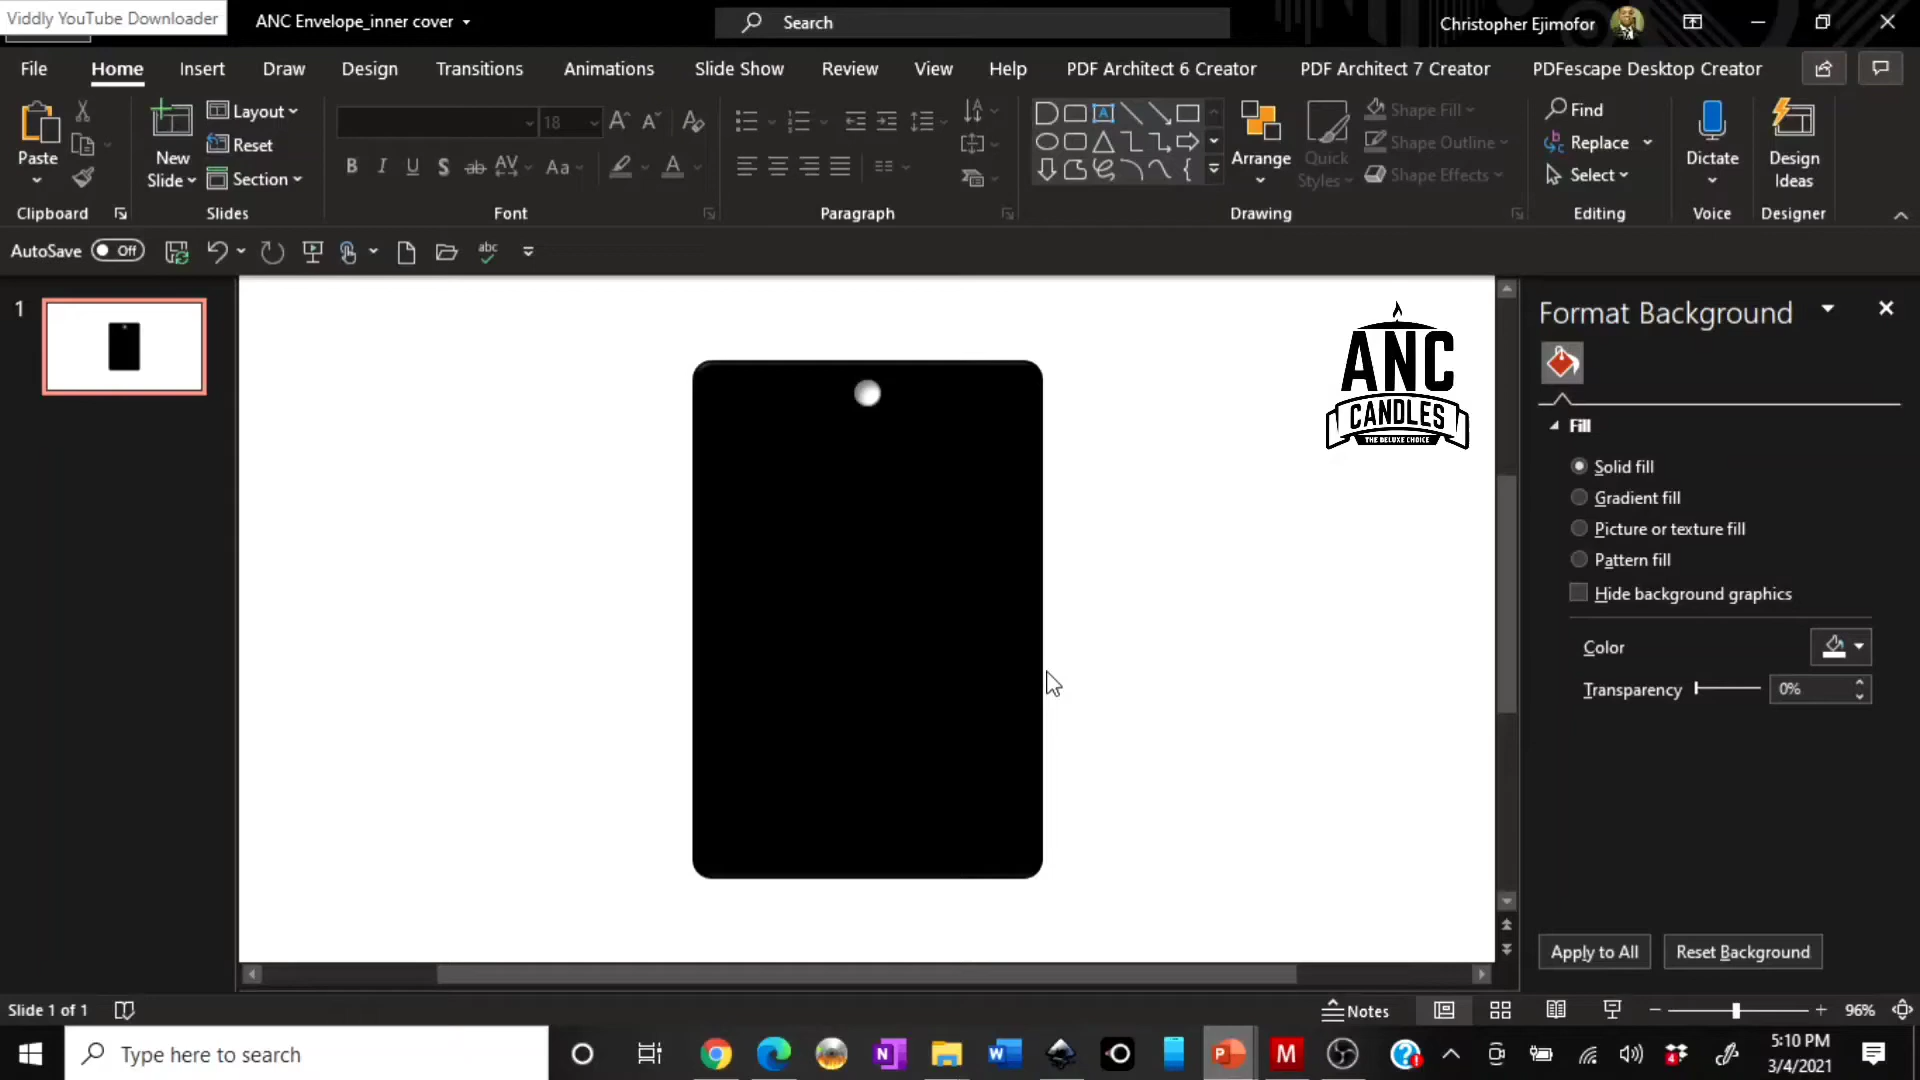 Viddly YouTube Downloader
ANC Envelope_inner cover
Search
Christopher Ejimofor
File Home Insert Draw Design Transitions Animations Slide Show Review View Help PDF Architect 6 Creator PDF Architect 7 Creator PDFescape Desktop Creator
Paste
New Slide
Layout
Reset
Section
18
B I U S ab AV Aa A
Arrange
Quick Styles
Shape Fill
Shape Outline
Shape Effects
Find
Replace
Select
Dictate
Design Ideas
Clipboard Slides Font Paragraph Drawing Editing Voice Designer
AutoSave Off
abc
1
ANC
CANDLES
THE DELUXE CHOICE
Format Background
Fill
Solid fill
Gradient fill
Picture or texture fill
Pattern fill
Hide background graphics
Color
Transparency 0%
Apply to All Reset Background
Slide 1 of 1
Notes
96%
Type here to search
5:10 PM
3/4/2021